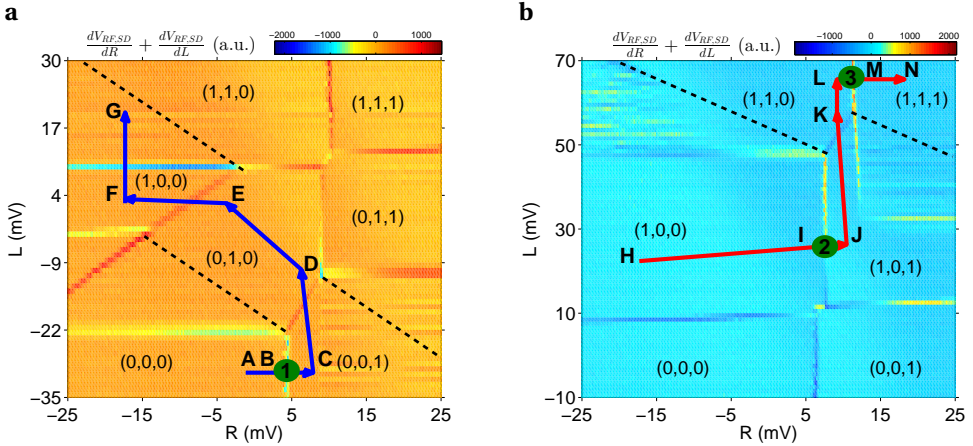 a
dV_{RF,SD}/dR + dV_{RF,SD}/dL (a.u.)
-2000 -1000 0 1000
30
17
4
-9
-22
-35
L (mV)
-25 -15 -5 5 15 25
R (mV)
(1,1,0)
(1,1,1)
(1,0,0)
(0,1,1)
(0,1,0)
(0,0,0)
(0,0,1)
G
F
E
D
A B
1
C
b
dV_{RF,SD}/dR + dV_{RF,SD}/dL (a.u.)
-1000 0 1000 2000
70
50
30
10
-10
L (mV)
-25 -15 -5 5 15 25
R (mV)
(1,1,0)
(1,1,1)
(1,0,0)
(1,0,1)
(0,0,0)
(0,0,1)
L
3
M
N
K
H
I
2
J